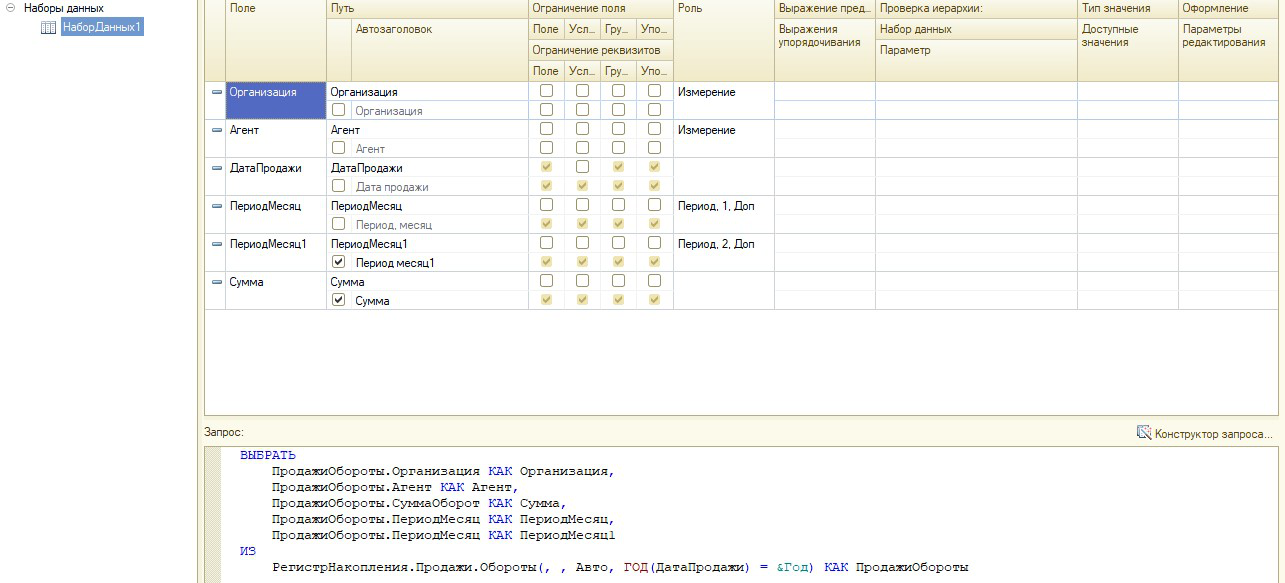 Наборы данных
НаборДанных1
Поле Путь Ограничение поля Роль Выражение пред... Проверка иерархии: Тип значения Оформление
Автозаголовок Поле Усл... Гру... Упо... Выражения упорядочивания Набор данных Доступные значения Параметры редактирования
Ограничение реквизитов Параметр
Поле Усл... Гру... Упо...
Организация Организация Измерение
Организация
Агент Агент Измерение
Агент
ДатаПродажи ДатаПродажи
Дата продажи
ПериодМесяц ПериодМесяц Период, 1, Доп
Период, месяц
ПериодМесяц1 ПериодМесяц1 Период, 2, Доп
Период месяц1
Сумма Сумма
Сумма
Запрос: Конструктор запроса...
ВЫБРАТЬ
ПродажиОбороты.Организация КАК Организация,
ПродажиОбороты.Агент КАК Агент,
ПродажиОбороты.СуммаОборот КАК Сумма,
ПродажиОбороты.ПериодМесяц КАК ПериодМесяц,
ПродажиОбороты.ПериодМесяц КАК ПериодМесяц1
ИЗ
РегистрНакопления.Продажи.Обороты(, , Авто, ГОД(ДатаПродажи) = &Год) КАК ПродажиОбороты